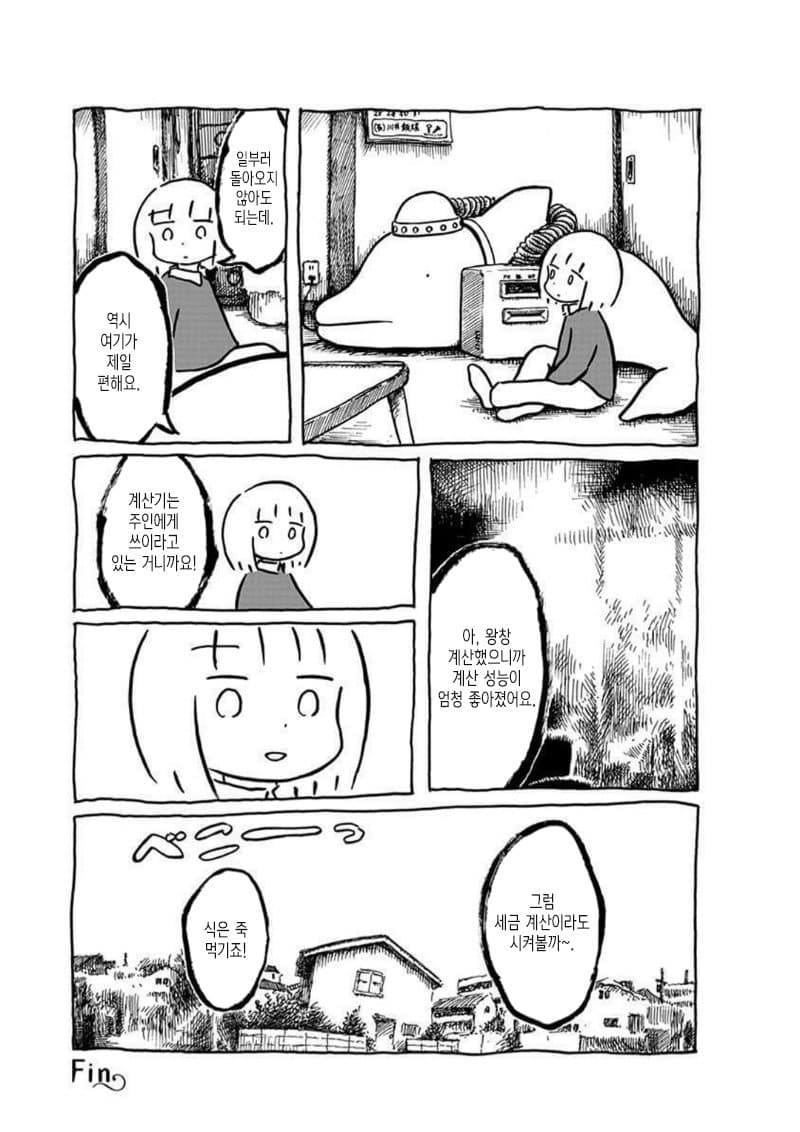 일부러
돌아오지
않아도
되는데.
역시
여기가
제일
편해요.
아, 왕창
계산했으니까
계산 성능이
엄청 좋아졌어요.
계산기는
주인에게
쓰이라고
있는 거니까요!
べこーっ
그럼
세금 계산이라도
시켜볼까~.
식은 죽
먹기죠!
Fin